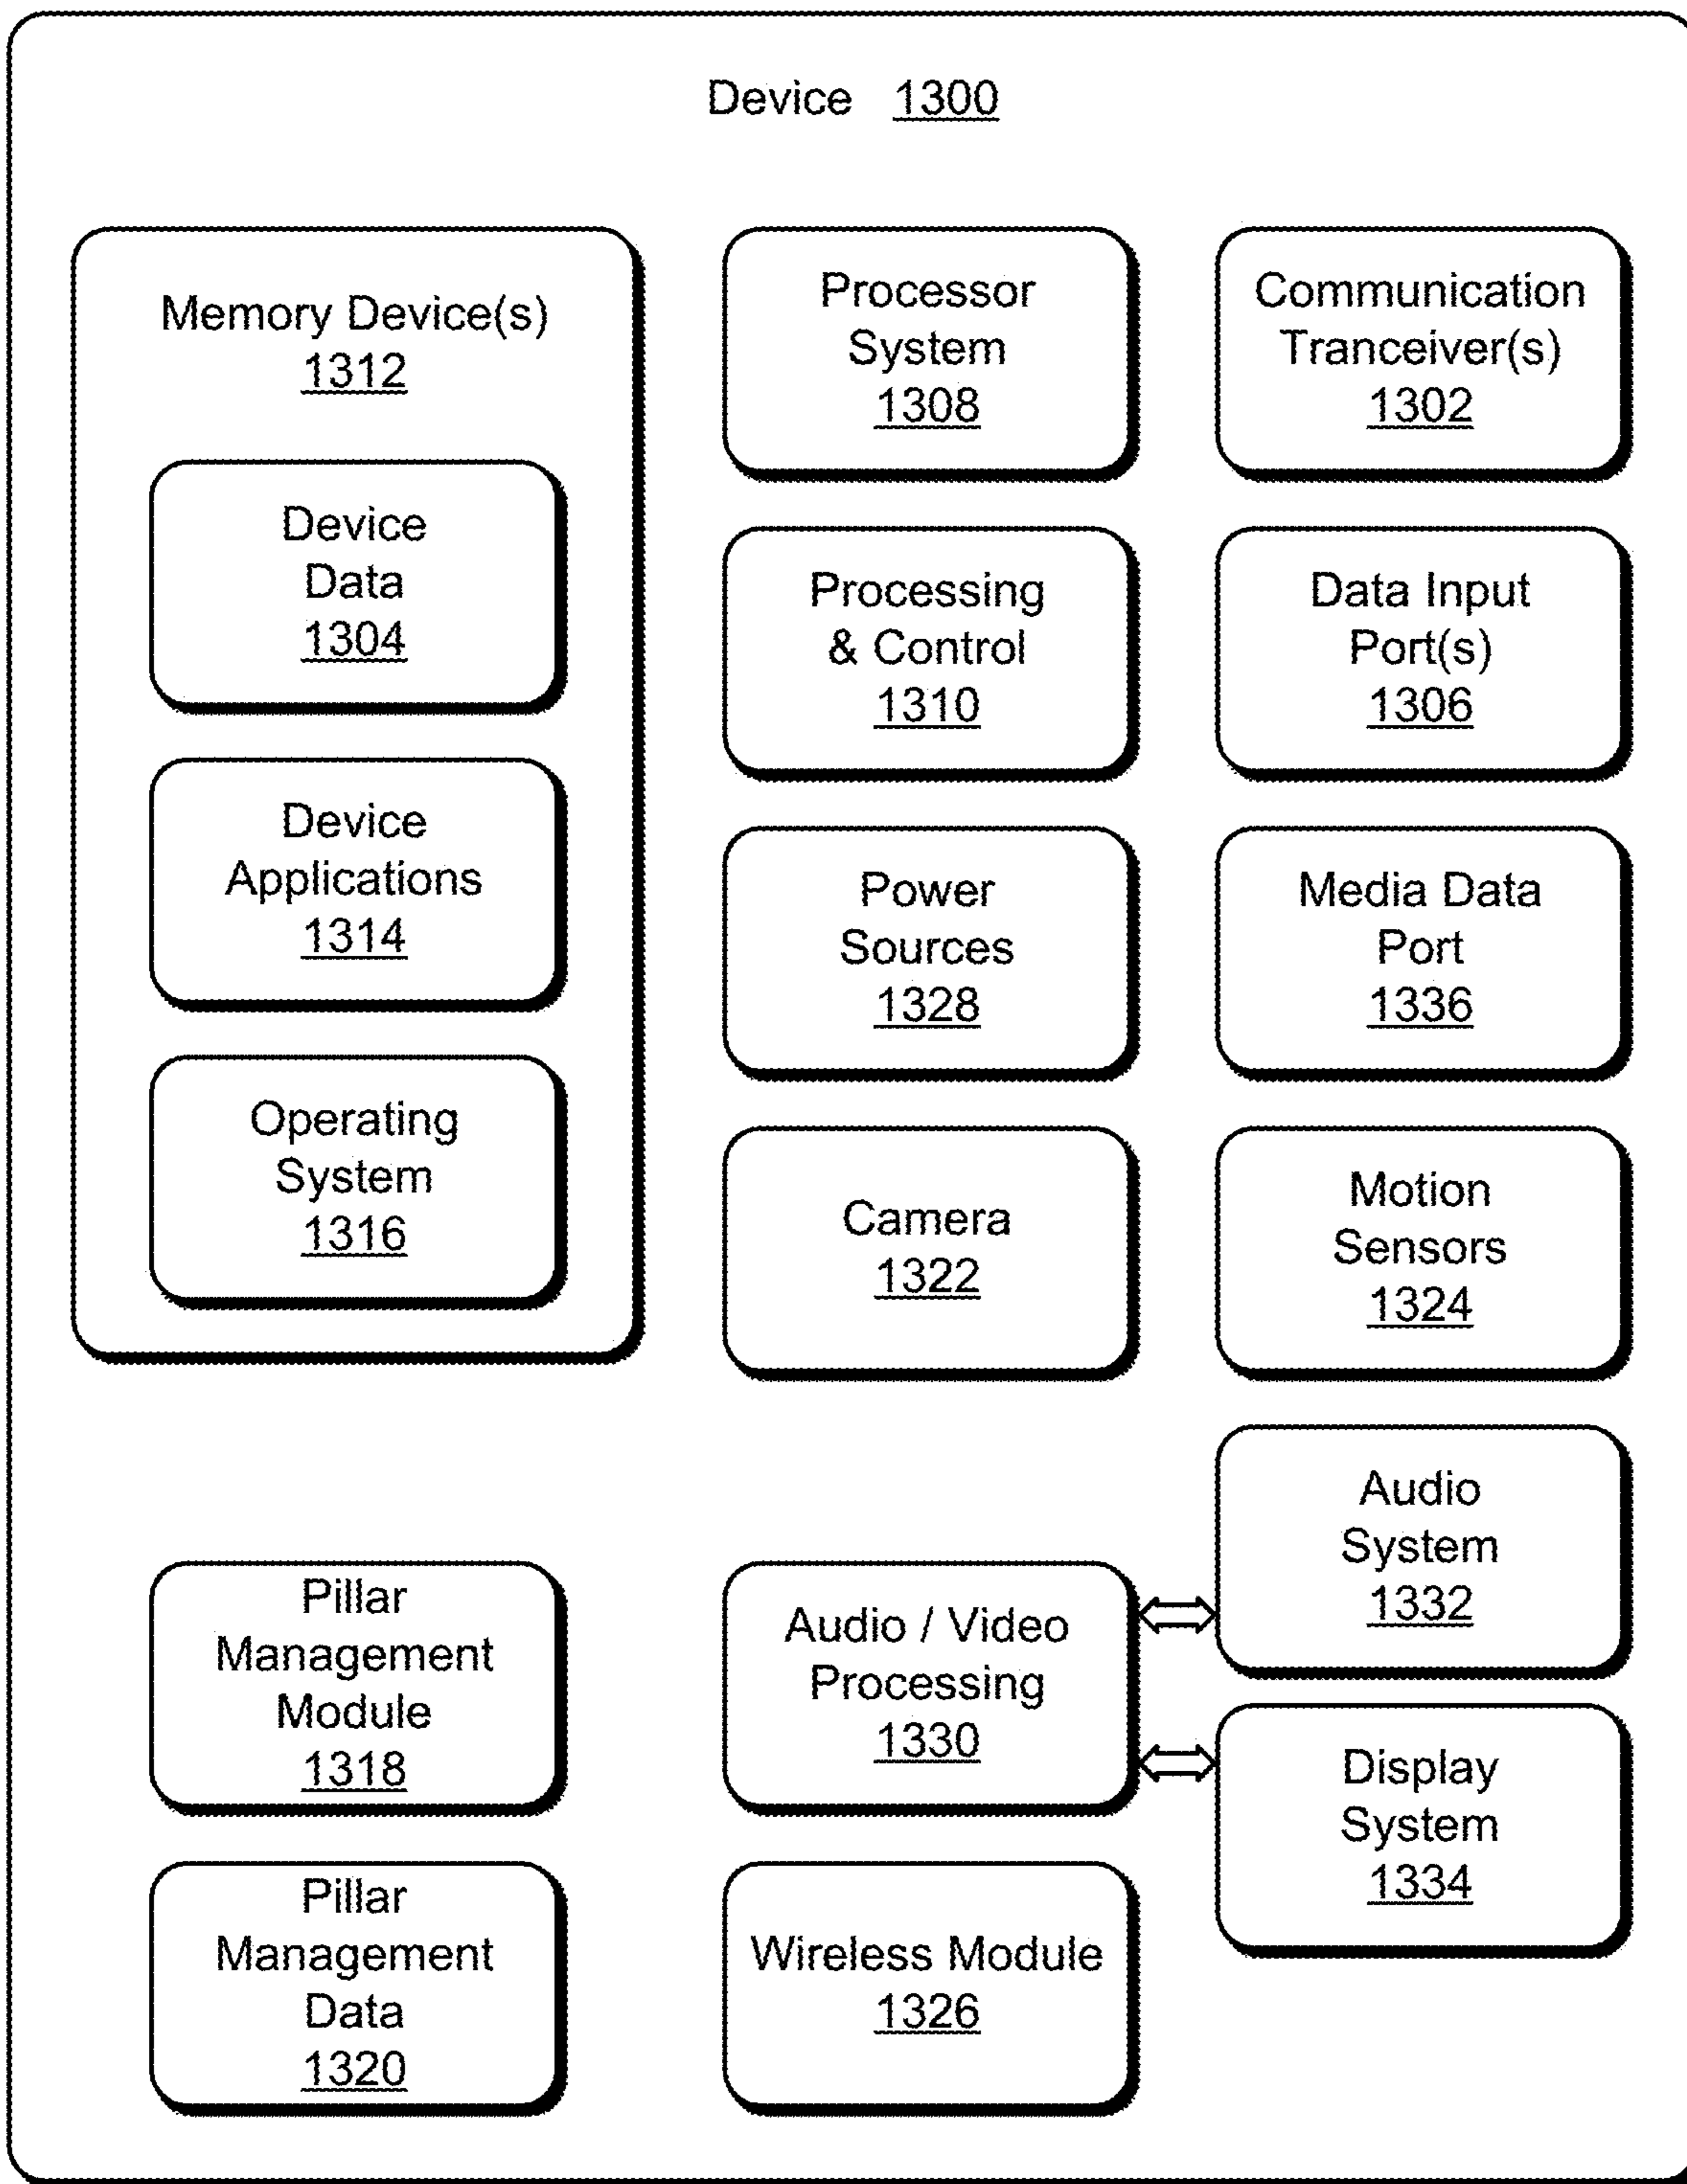 Device 1300
Memory Device(s)
1312
Device
Data
1304
Device
Applications
1314
Operating
System
1316
Processor
System
1308
Communication
Tranceiver(s)
1302
Processing
& Control
1310
Data Input
Port(s)
1306
Power
Sources
1328
Media Data
Port
1336
Camera
1322
Motion
Sensors
1324
Pillar
Management
Module
1318
Audio / Video
Processing
1330
Audio
System
1332
Display
System
1334
Pillar
Management
Data
1320
Wireless Module
1326